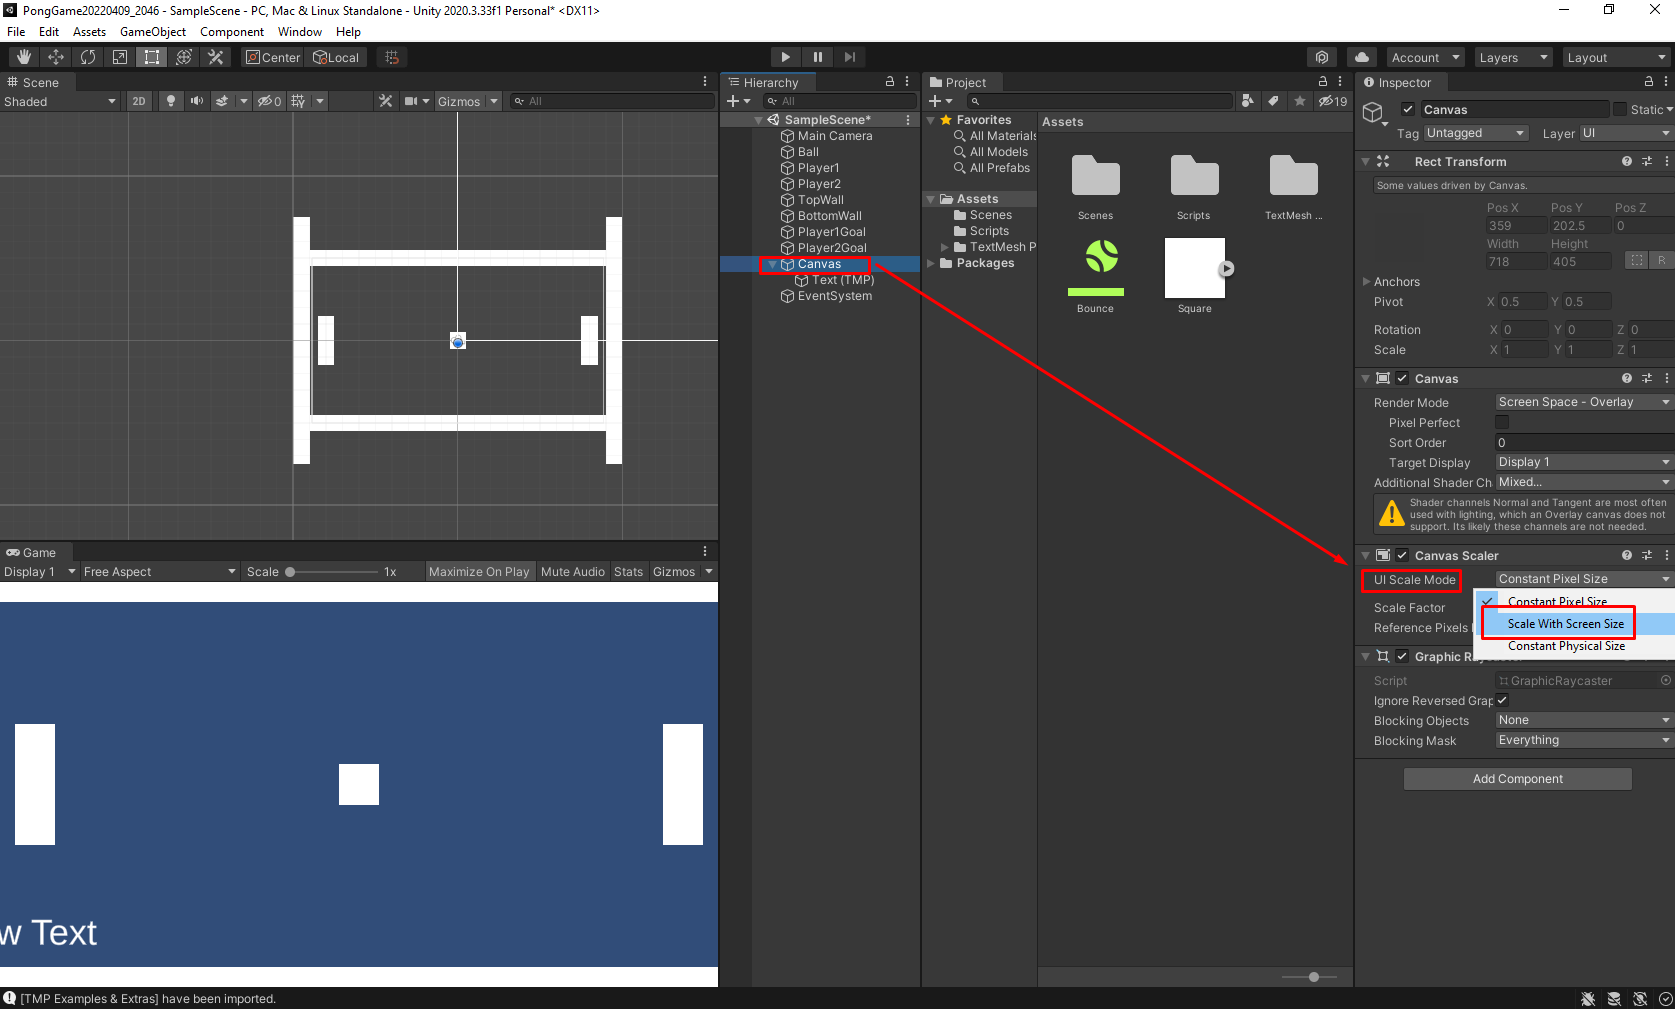 PongGame20220409_2046 - SampleScene - PC, Mac & Linux Standalone - Unity 2020.3.33f1 Personal* <DX11>
File Edit Assets GameObject Component Window Help
Center Local Account Layers Layout
Scene
Shaded 2D 0 Gizmos All
Game
Display 1 Free Aspect Scale 1x Maximize On Play Mute Audio Stats Gizmos
w Text
Hierarchy
All
SampleScene*
Main Camera
Ball
Player1
Player2
TopWall
BottomWall
Player1Goal
Player2Goal
Canvas
Text (TMP)
EventSystem
Project
19
Favorites
All Materials
All Models
All Prefabs
Assets
Scenes
Scripts
TextMesh P
Packages
Assets
Scenes Scripts TextMesh ...
Bounce Square
Inspector
Canvas Static
Tag Untagged Layer UI
Rect Transform
Some values driven by Canvas.
Pos X Pos Y Pos Z
359 202.5 0
Width Height
718 405 R
Anchors
Pivot X 0.5 Y 0.5
Rotation X 0 Y 0 Z 0
Scale X 1 Y 1 Z 1
Canvas
Render Mode Screen Space - Overlay
Pixel Perfect
Sort Order 0
Target Display Display 1
Additional Shader Ch Mixed...
Shader channels Normal and Tangent are most often
used with lighting, which an Overlay canvas does not
support. Its likely these channels are not needed.
Canvas Scaler
UI Scale Mode Constant Pixel Size
Constant Pixel Size
Scale Factor
Scale With Screen Size
Reference Pixels
Constant Physical Size
Graphic
Script GraphicRaycaster
Ignore Reversed Grap
Blocking Objects None
Blocking Mask Everything
Add Component
[TMP Examples & Extras] have been imported.